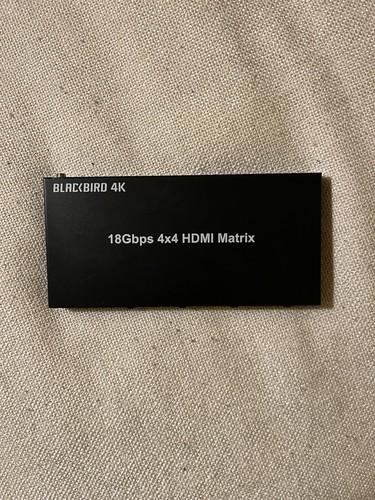 BLACKBIRD 4K
18Gbps 4x4 HDMI Matrix